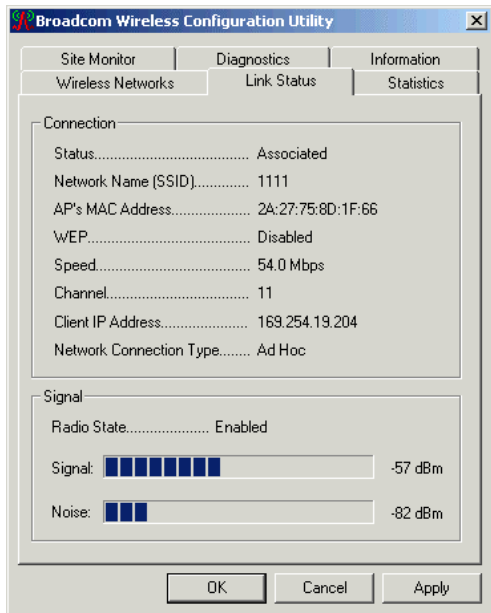 Broadcom Wireless Configuration Utility
Site Monitor Diagnostics Information
Wireless Networks Link Status Statistics
Connection
Status..................................... Associated
Network Name (SSID)............. 1111
AP's MAC Address................... 2A:27:75:8D:1F:66
WEP....................................... Disabled
Speed..................................... 54.0 Mbps
Channel.................................. 11
Client IP Address...................... 169.254.19.204
Network Connection Type........ Ad Hoc
Signal
Radio State..................... Enabled
Signal: -57 dBm
Noise: -82 dBm
OK Cancel Apply